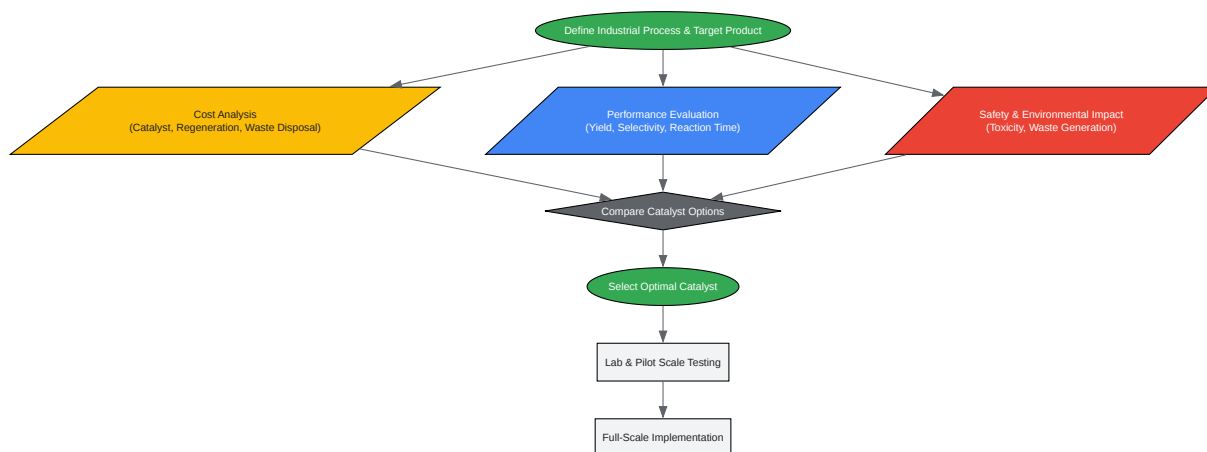 Define Industrial Process & Target Product
Cost Analysis
(Catalyst, Regeneration, Waste Disposal)
Performance Evaluation
(Yield, Selectivity, Reaction Time)
Safety & Environmental Impact
(Toxicity, Waste Generation)
Compare Catalyst Options
Select Optimal Catalyst
Lab & Pilot Scale Testing
Full-Scale Implementation